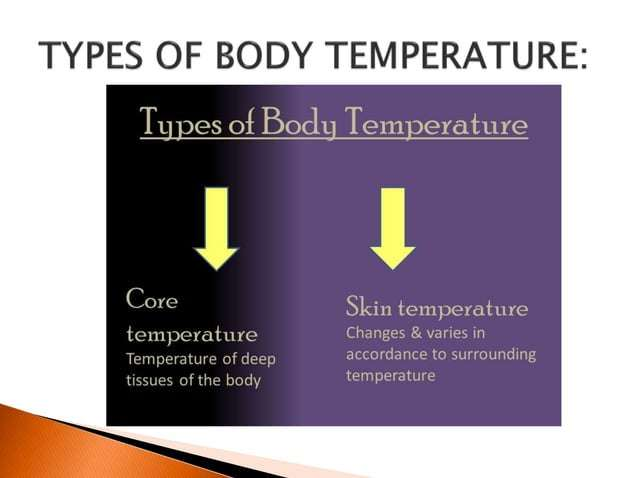 TYPES OF BODY TEMPERATURE:
Types of Body Temperature
Core
temperature
Temperature of deep
tissues of the body
Skin temperature
Changes & varies in
accordance to surrounding
temperature